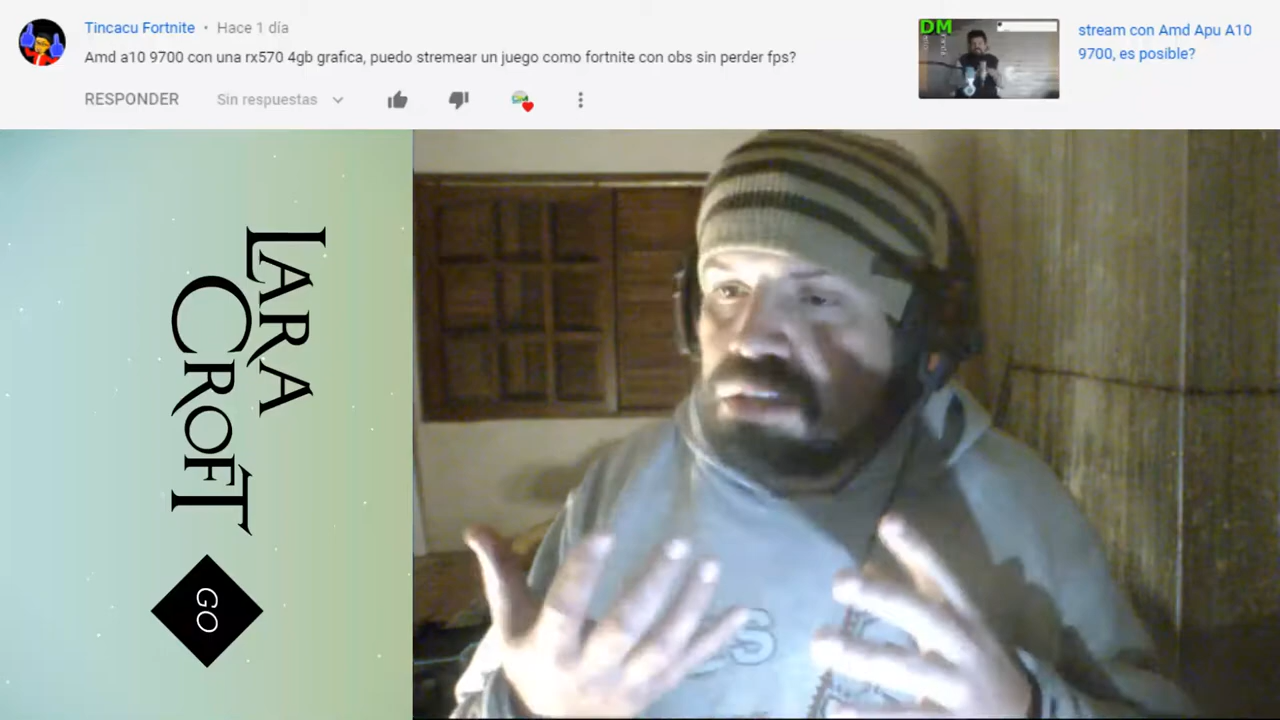 Tincacu Fortnite • Hace 1 día
Amd a10 9700 con una rx570 4gb grafica, puedo stremear un juego como fortnite con obs sin perder fps?
RESPONDER Sin respuestas
DM
stream con Amd Apu A10
9700, es posible?
LARA
CROFT
GO